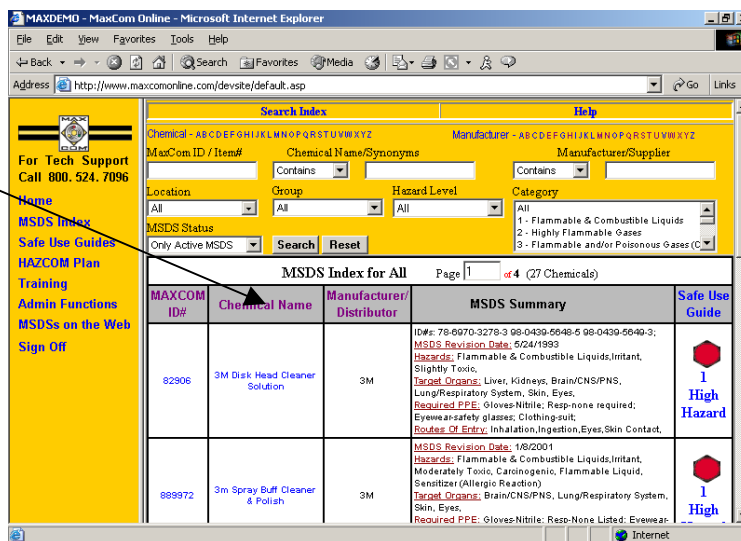 MAXDEMO - MaxCom Online - Microsoft Internet Explorer
File Edit View Favorites Tools Help
Back Search Favorites Media
Address http://www.maxcomonline.com/devsite/default.asp Go Links
MAX
COM
For Tech Support
Call 800. 524. 7096
Home
MSDS Index
Safe Use Guides
HAZCOM Plan
Training
Admin Functions
MSDSs on the Web
Sign Off
Search Index Help
Chemical - A B C D E F G H I J K L M N O P Q R S T U V W X Y Z Manufacturer - A B C D E F G H I J K L M N O P Q R S T U V W X Y Z
MaxCom ID / Item# Chemical Name/Synonyms Manufacturer/Supplier
Contains Contains
Location Group Hazard Level Category
All All All All
1 - Flammable & Combustible Liquids
2 - Highly Flammable Gases
3 - Flammable and/or Poisonous Gases (C
MSDS Status
Only Active MSDS Search Reset
MSDS Index for All Page 1 of 4 (27 Chemicals)
MAXCOM ID# Chemical Name Manufacturer/ Distributor MSDS Summary Safe Use Guide
82906 3M Disk Head Cleaner Solution 3M
ID#s: 78-6970-3278-3 98-0439-5648-5 98-0439-5649-3;
MSDS Revision Date: 5/24/1993
Hazards: Flammable & Combustible Liquids,Irritant,
Slightly Toxic,
Target Organs: Liver, Kidneys, Brain/CNS/PNS,
Lung/Respiratory System, Skin, Eyes,
Required PPE: Gloves-Nitrile; Resp-none required;
Eyewear-safety glasses; Clothing-suit;
Routes Of Entry: Inhalation,Ingestion,Eyes,Skin Contact,
1
High
Hazard
889972 3m Spray Buff Cleaner & Polish 3M
MSDS Revision Date: 1/8/2001
Hazards: Flammable & Combustible Liquids,Irritant,
Moderately Toxic, Carcinogenic, Flammable Liquid,
Sensitizer (Allergic Reaction)
Target Organs: Brain/CNS/PNS, Lung/Respiratory System,
Skin, Eyes,
Required PPE: Gloves-Nitrile; Resp-None Listed; Eyewear-
1
High
Internet